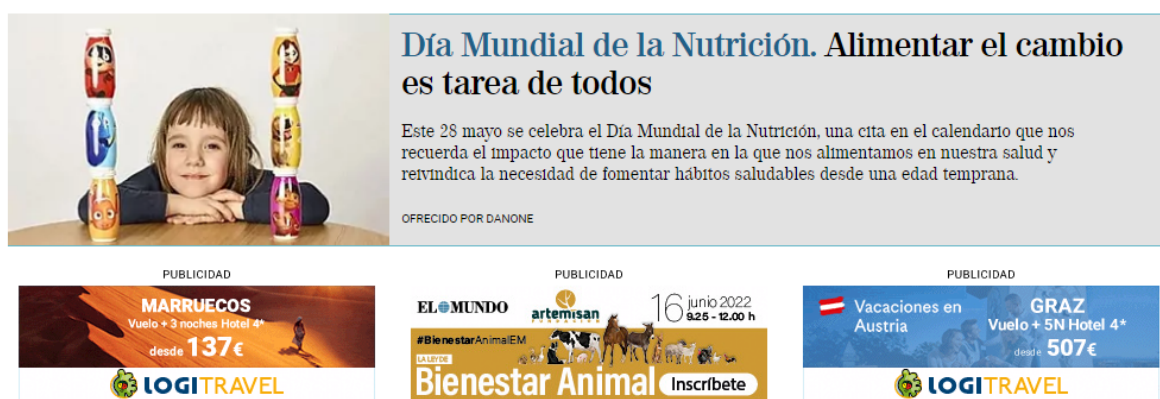 Día Mundial de la Nutrición. Alimentar el cambio
es tarea de todos
Este 28 mayo se celebra el Día Mundial de la Nutrición, una cita en el calendario que nos
recuerda el impacto que tiene la manera en la que nos alimentamos en nuestra salud y
reivindica la necesidad de fomentar hábitos saludables desde una edad temprana.
OFRECIDO POR DANONE
PUBLICIDAD
MARRUECOS
Vuelo + 3 noches Hotel 4*
desde 137€
LOGITRAVEL
PUBLICIDAD
EL MUNDO
artemisan
FUNDACIÓN
16 junio 2022
9.25 - 12.00 h
#BienestarAnimalEM
LA LEY DE
Bienestar Animal
Inscríbete
PUBLICIDAD
Vacaciones en
Austria
GRAZ
Vuelo + 5N Hotel 4*
desde 507€
LOGITRAVEL